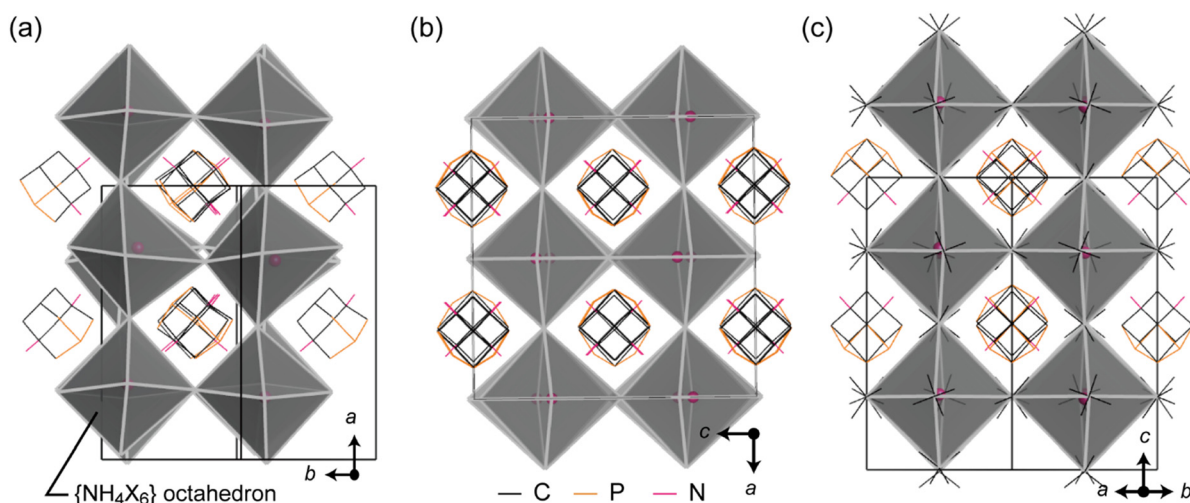 (a)
(b)
(c)
a
b
{NH₄X₆} octahedron
c
a
C P N
c
a b